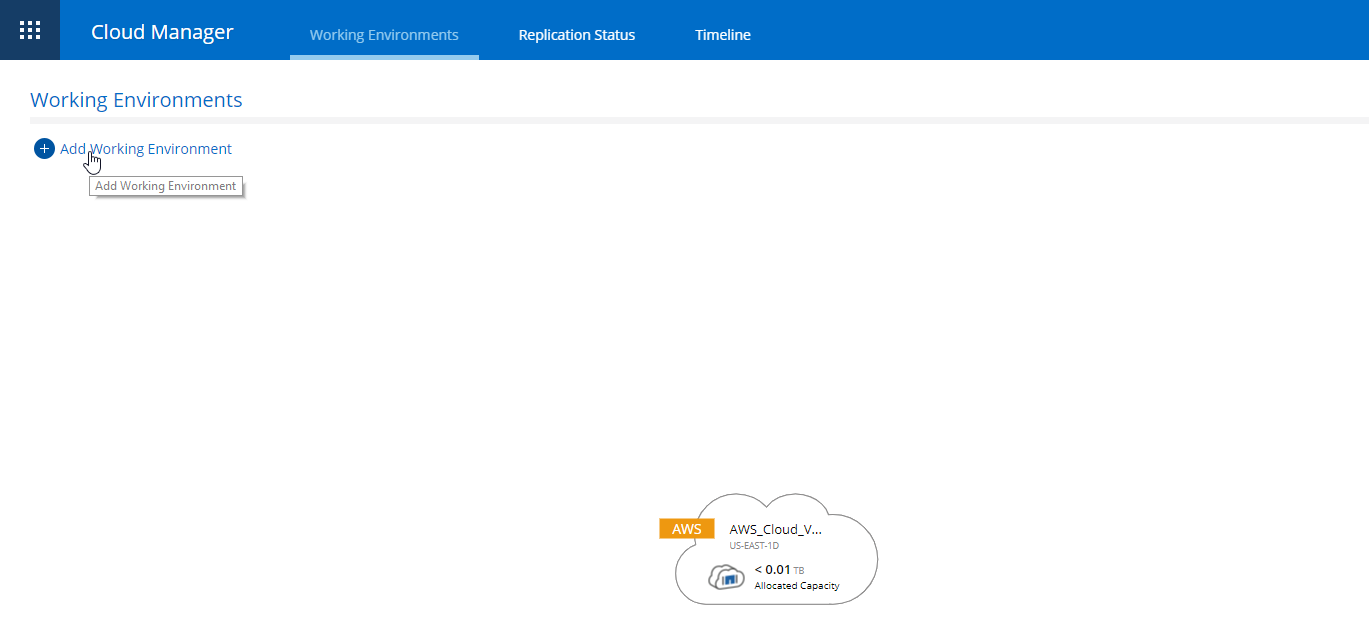 Cloud Manager
Working Environments
Replication Status
Timeline
Working Environments
Add Working Environment
Add Working Environment
AWS
AWS_Cloud_V...
US-EAST-1D
< 0.01 TB
Allocated Capacity